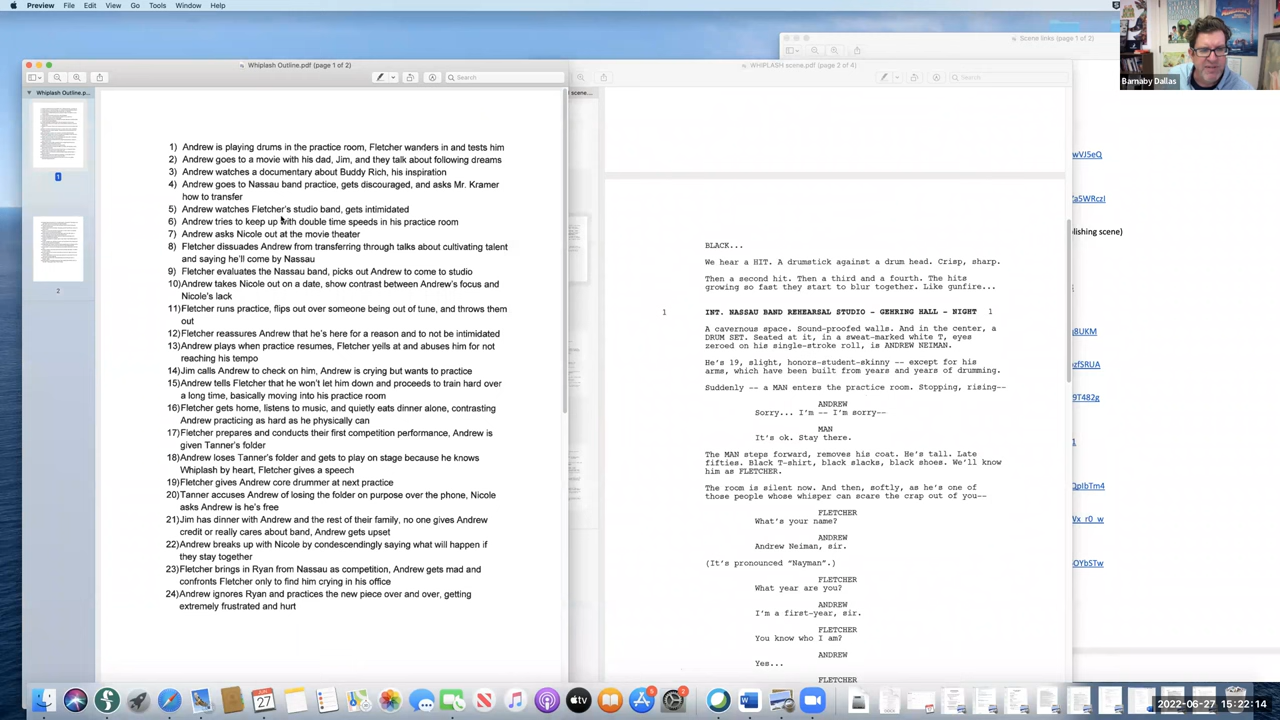 Preview File Edit View Go Tools Window Help
Scene links (page 1 of 2)
Barnaby Dallas
Whiplash Outline.pdf (page 1 of 2)
Search
Whiplash Outline.p...
1
2
1) Andrew is playing drums in the practice room, Fletcher wanders in and tests him
2) Andrew goes to a movie with his dad, Jim, and they talk about following dreams
3) Andrew watches a documentary about Buddy Rich, his inspiration
4) Andrew goes to Nassau band practice, gets discouraged, and asks Mr. Kramer
how to transfer
5) Andrew watches Fletcher's studio band, gets intimidated
6) Andrew tries to keep up with double time speeds in his practice room
7) Andrew asks Nicole out at the movie theater
8) Fletcher dissuades Andrew from transferring through talks about cultivating talent
and saying he'll come by Nassau
9) Fletcher evaluates the Nassau band, picks out Andrew to come to studio
10)Andrew takes Nicole out on a date, show contrast between Andrew's focus and
Nicole's lack
11)Fletcher runs practice, flips out over someone being out of tune, and throws them
out
12)Fletcher reassures Andrew that he's here for a reason and to not be intimidated
13)Andrew plays when practice resumes, Fletcher yells at and abuses him for not
reaching his tempo
14)Jim calls Andrew to check on him, Andrew is cryptic but wants to practice
15)Andrew tells Fletcher that he won't let him down and proceeds to train hard over
a long time, basically moving into his practice room
16)Fletcher gets home, listens to music, and quietly eats dinner alone, contrasting
Andrew practicing as hard as he physically can
17)Fletcher prepares and conducts their first competition performance, Andrew is
given Tanner's folder
18)Andrew loses Tanner's folder and gets to play on stage because he knows
Whiplash by heart, Fletcher gives a speech
19)Fletcher gives Andrew core drummer at next practice
20)Tanner accuses Andrew of losing the folder on purpose over the phone, Nicole
asks Andrew is he's free
21)Jim has dinner with Andrew and the rest of their family, no one gives Andrew
credit or really cares about band, Andrew gets upset
22)Andrew breaks up with Nicole by condescendingly saying what will happen if
they stay together
23)Fletcher brings in Ryan from Nassau as competition, Andrew gets mad and
confronts Fletcher only to find him crying in his office
24)Andrew ignores Ryan and practices the new piece over and over, getting
extremely frustrated and hurt
WHIPLASH scene.pdf (page 2 of 4)
Search
scene...
BLACK...
We hear a HIT. A drumstick against a drum head. Crisp, sharp.
Then a second hit. Then a third and a fourth. The hits
growing so fast they start to blur together. Like gunfire...
1 INT. NASSAU BAND REHEARSAL STUDIO - GEHRING HALL - NIGHT 1
A cavernous space. Sound-proofed walls. And in the center, a
DRUM SET. Seated at it, in a sweat-marked white T, eyes
zeroed on his single-stroke roll, is ANDREW NEIMAN.
He's 19, slight, honors-student-skinny -- except for his
arms, which have been built from years and years of drumming.
Suddenly -- a MAN enters the practice room. Stopping, rising--
ANDREW
Sorry... I'm -- I'm sorry--
MAN
It's ok. Stay there.
The MAN steps forward, removes his coat. He's tall. Late
fifties. Black T-shirt, black slacks, black shoes. We'll know
him as FLETCHER.
The room is silent now. And then, softly, as he's one of
those people whose whisper can scare the crap out of you--
FLETCHER
What's your name?
ANDREW
Andrew Neiman, sir.
(It's pronounced "Nayman".)
FLETCHER
What year are you?
ANDREW
I'm a first-year, sir.
FLETCHER
You know who I am?
ANDREW
Yes...
FLETCHER
vJ5eQ
a5WRczI
lishing scene)
8UKM
zfSRUA
9T482g
1
QpIbTm4
Vx_r0_w
OYbSTw
JUN
27
tv
2022-06-27 15:22:14